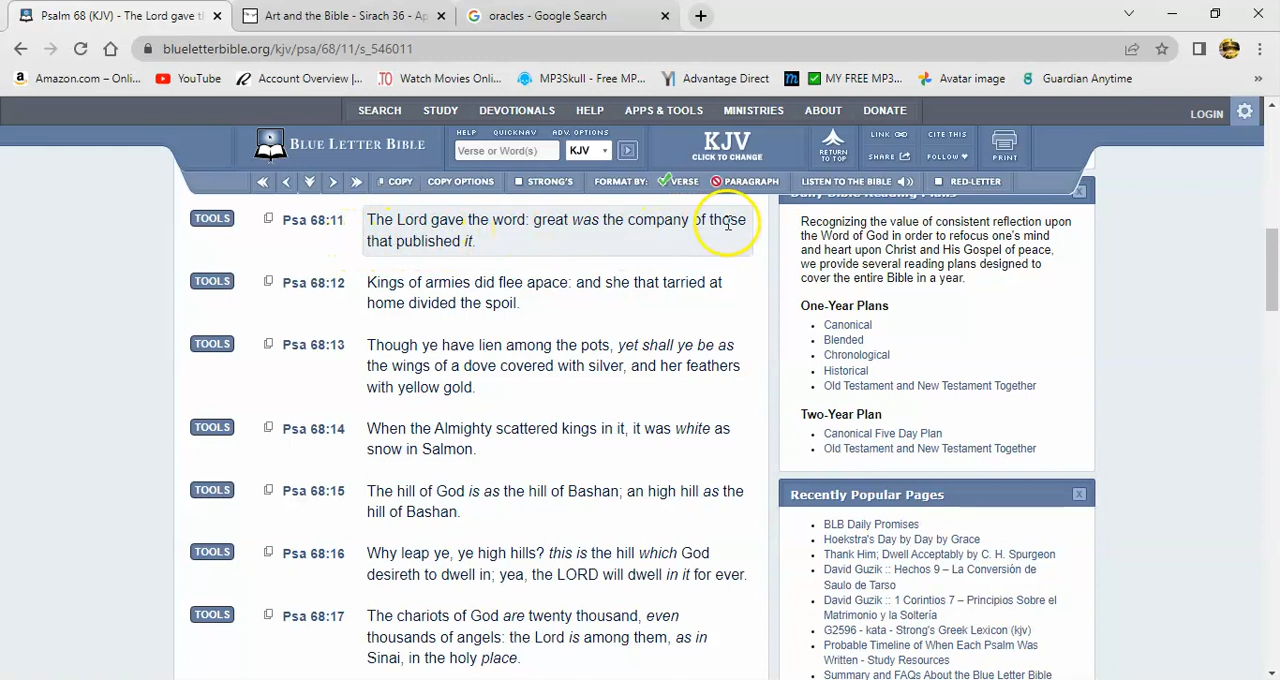 Psalm 68 (KJV) - The Lord gave ti
Art and the Bible - Sirach 36 - Ap
oracles - Google Search
blueletterbible.org/kjv/psa/68/11/s_546011
Amazon.com – Onli...
YouTube
Account Overview |...
Watch Movies Onlin...
MP3Skull - Free MP...
Advantage Direct
MY FREE MP3...
Avatar image
Guardian Anytime
»
SEARCH STUDY DEVOTIONALS HELP APPS & TOOLS MINISTRIES ABOUT DONATE
LOGIN
BLUE LETTER BIBLE
HELP QUICKNAV ADV. OPTIONS
Verse or Word(s)
KJV
KJV
CLICK TO CHANGE
RETURN
TO TOP
LINK
CITE THIS
SHARE
FOLLOW
PRINT
COPY COPY OPTIONS STRONG'S FORMAT BY: VERSE PARAGRAPH LISTEN TO THE BIBLE RED-LETTER
TOOLS Psa 68:11 The Lord gave the word: great was the company of those
that published it.
TOOLS Psa 68:12 Kings of armies did flee apace: and she that tarried at
home divided the spoil.
TOOLS Psa 68:13 Though ye have lien among the pots, yet shall ye be as
the wings of a dove covered with silver, and her feathers
with yellow gold.
TOOLS Psa 68:14 When the Almighty scattered kings in it, it was white as
snow in Salmon.
TOOLS Psa 68:15 The hill of God is as the hill of Bashan; an high hill as the
hill of Bashan.
TOOLS Psa 68:16 Why leap ye, ye high hills? this is the hill which God
desireth to dwell in; yea, the LORD will dwell in it for ever.
TOOLS Psa 68:17 The chariots of God are twenty thousand, even
thousands of angels: the Lord is among them, as in
Sinai, in the holy place.
Daily Bible Reading Plans
Recognizing the value of consistent reflection upon
the Word of God in order to refocus one's mind
and heart upon Christ and His Gospel of peace,
we provide several reading plans designed to
cover the entire Bible in a year.
One-Year Plans
Canonical
Blended
Chronological
Historical
Old Testament and New Testament Together
Two-Year Plan
Canonical Five Day Plan
Old Testament and New Testament Together
Recently Popular Pages
BLB Daily Promises
Hoekstra's Day by Day by Grace
Thank Him; Dwell Acceptably by C. H. Spurgeon
David Guzik :: Hechos 9 – La Conversión de
Saulo de Tarso
David Guzik :: 1 Corintios 7 – Principios Sobre el
Matrimonio y la Soltería
G2596 - kata - Strong's Greek Lexicon (kjv)
Probable Timeline of When Each Psalm Was
Written - Study Resources
Summary and FAQs About the Blue Letter Bible